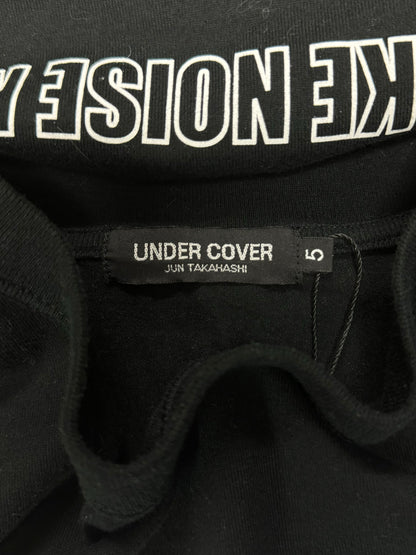 KE NOISE
UNDER COVER
JUN TAKAHASHI
5